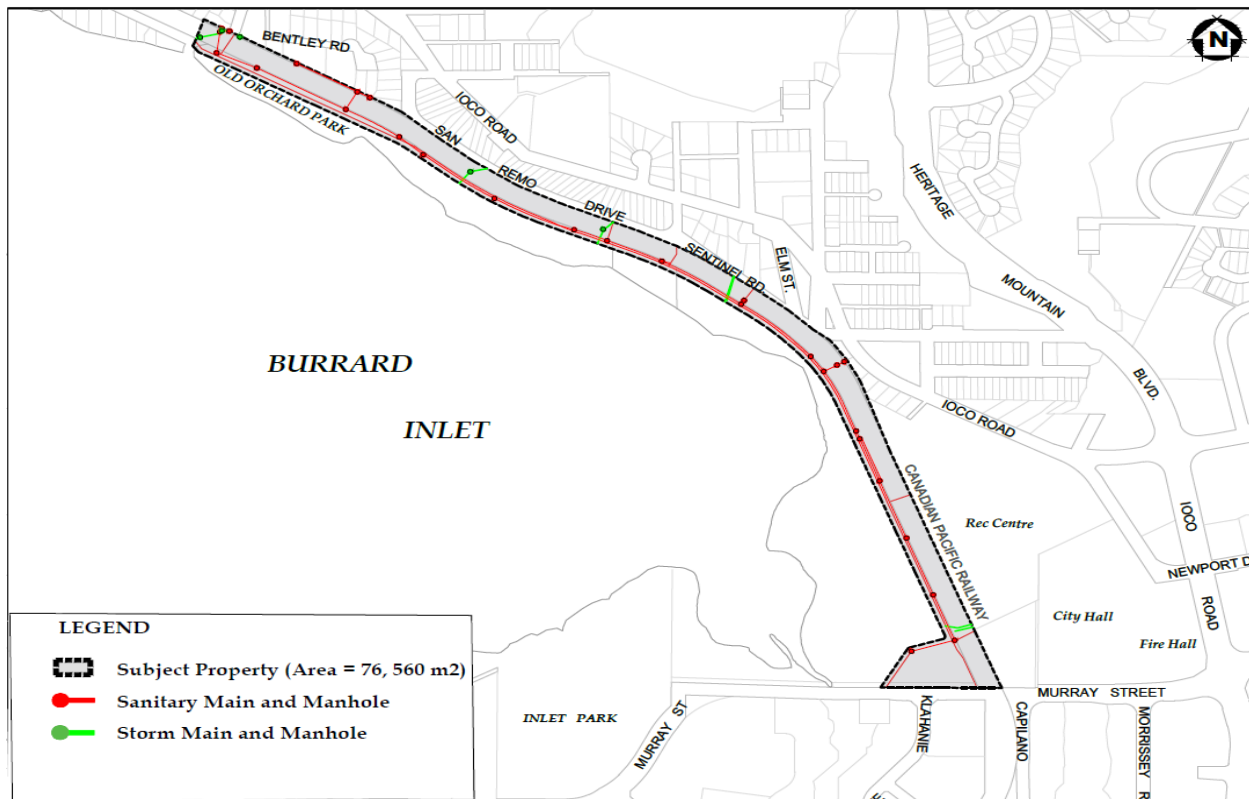 N
BENTLEY RD
OLD ORCHARD PARK
IOCO ROAD
SAN
REMO
DRIVE
SENTINEL RD.
ELM ST.
HERITAGE
MOUNTAIN
BLVD.
BURRARD
INLET
IOCO ROAD
CANADIAN PACIFIC RAILWAY
Rec Centre
IOCO
ROAD
NEWPORT D
City Hall
Fire Hall
LEGEND
Subject Property (Area = 76, 560 m2)
Sanitary Main and Manhole
Storm Main and Manhole
INLET PARK
MURRAY ST
MURRAY STREET
KLAHANIE
CAPILANO
MORRISSEY R